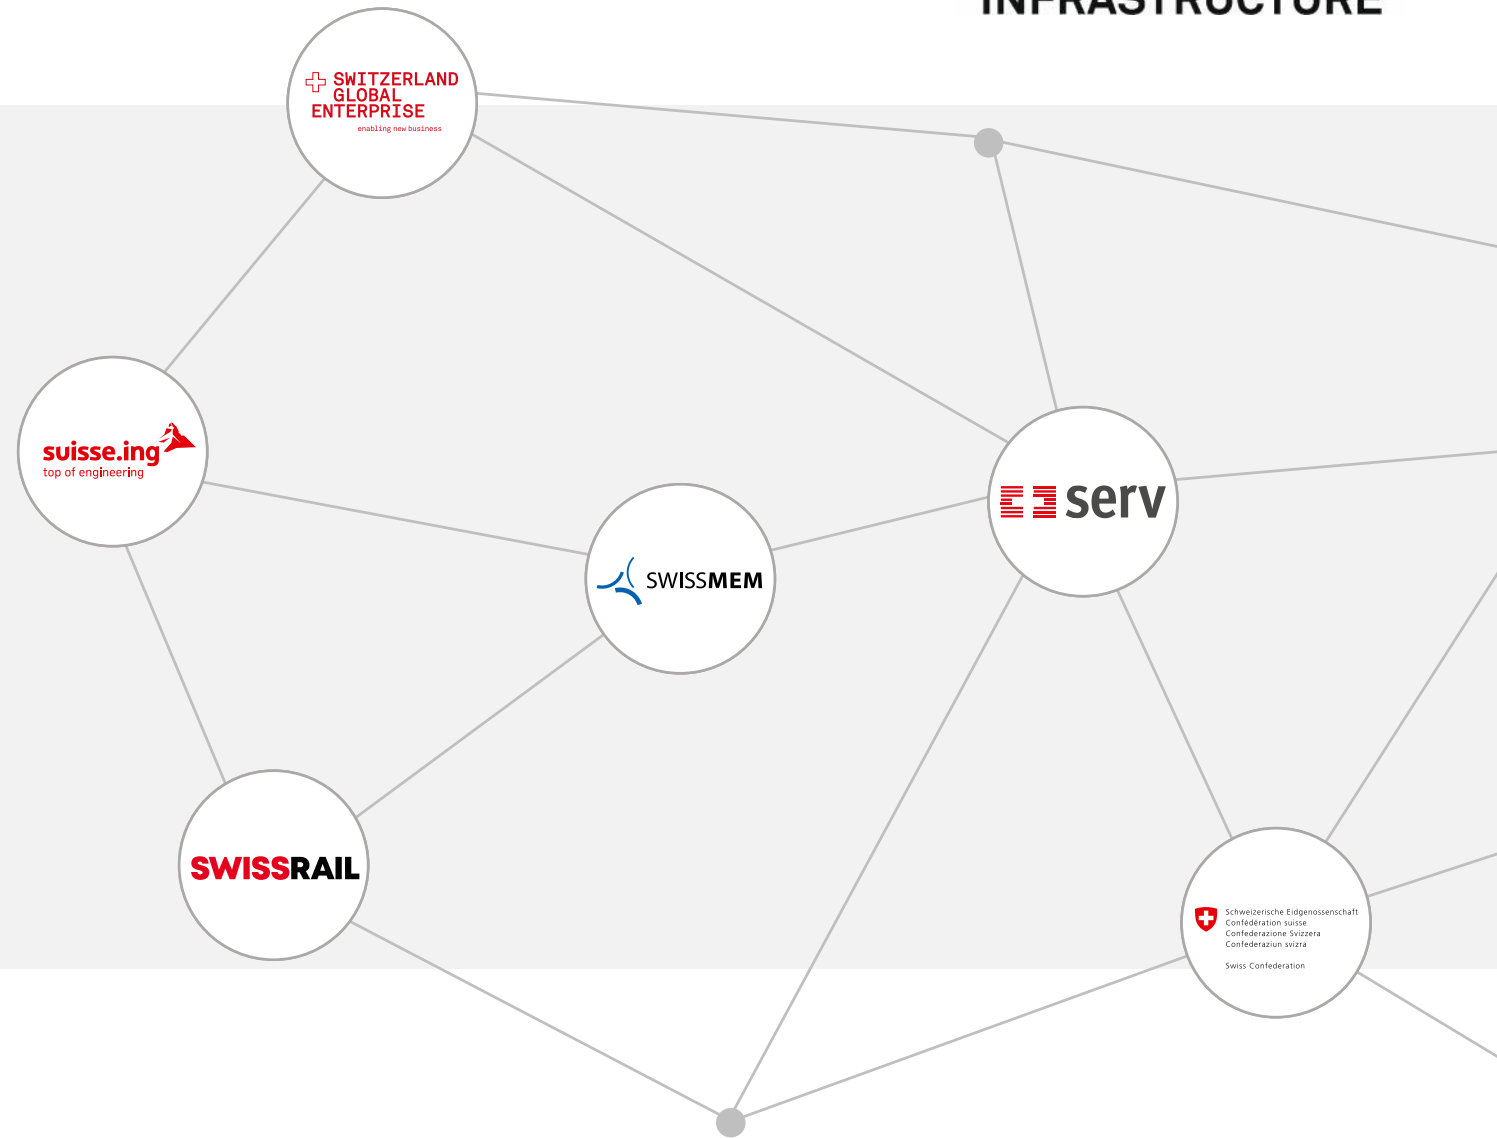 INFRASTRUCTURE
SWITZERLAND
GLOBAL
ENTERPRISE
enabling new business
suisse.ing
top of engineering
serv
SWISSMEM
SWISSRAIL
Schweizerische Eidgenossenschaft
Confédération suisse
Confederazione Svizzera
Confederaziun svizra
Swiss Confederation